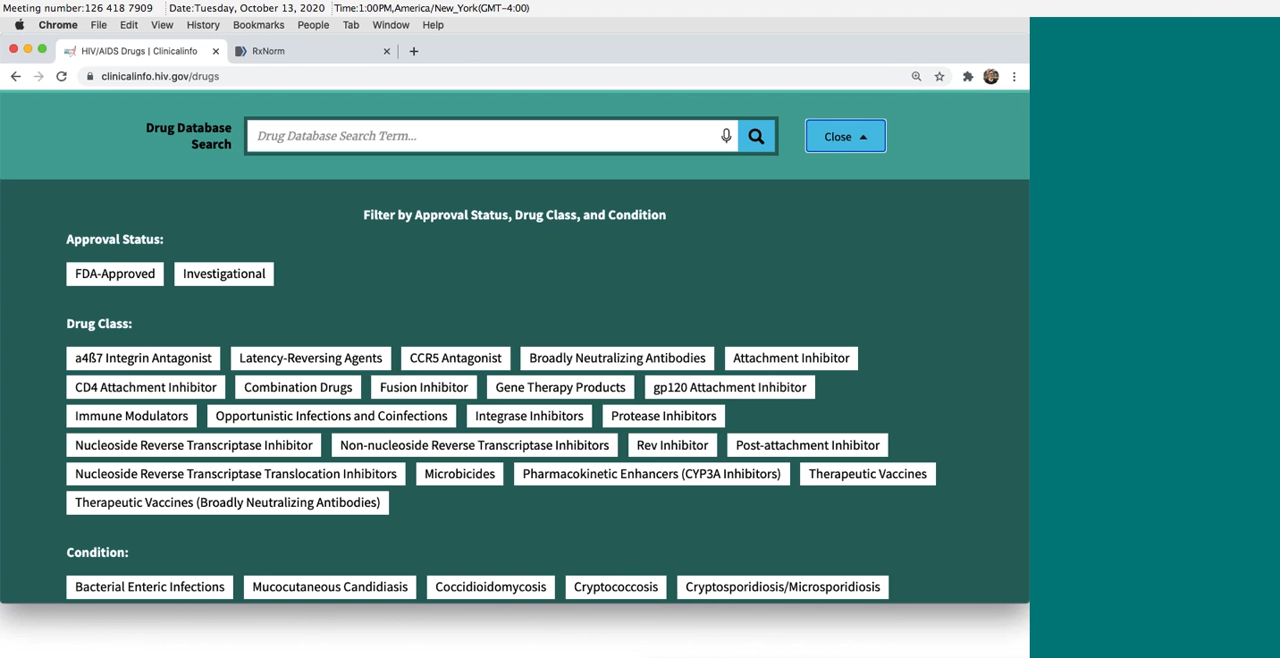 Meeting number:126 418 7909 Date:Tuesday, October 13, 2020 Time:1:00PM,America/New_York(GMT-4:00)
Chrome File Edit View History Bookmarks People Tab Window Help
HIV/AIDS Drugs | Clinicalinfo RxNorm
clinicalinfo.hiv.gov/drugs
Drug Database
Search
Drug Database Search Term...
Close
Filter by Approval Status, Drug Class, and Condition
Approval Status:
FDA-Approved Investigational
Drug Class:
a4ß7 Integrin Antagonist Latency-Reversing Agents CCR5 Antagonist Broadly Neutralizing Antibodies Attachment Inhibitor
CD4 Attachment Inhibitor Combination Drugs Fusion Inhibitor Gene Therapy Products gp120 Attachment Inhibitor
Immune Modulators Opportunistic Infections and Coinfections Integrase Inhibitors Protease Inhibitors
Nucleoside Reverse Transcriptase Inhibitor Non-nucleoside Reverse Transcriptase Inhibitors Rev Inhibitor Post-attachment Inhibitor
Nucleoside Reverse Transcriptase Translocation Inhibitors Microbicides Pharmacokinetic Enhancers (CYP3A Inhibitors) Therapeutic Vaccines
Therapeutic Vaccines (Broadly Neutralizing Antibodies)
Condition:
Bacterial Enteric Infections Mucocutaneous Candidiasis Coccidioidomycosis Cryptococcosis Cryptosporidiosis/Microsporidiosis